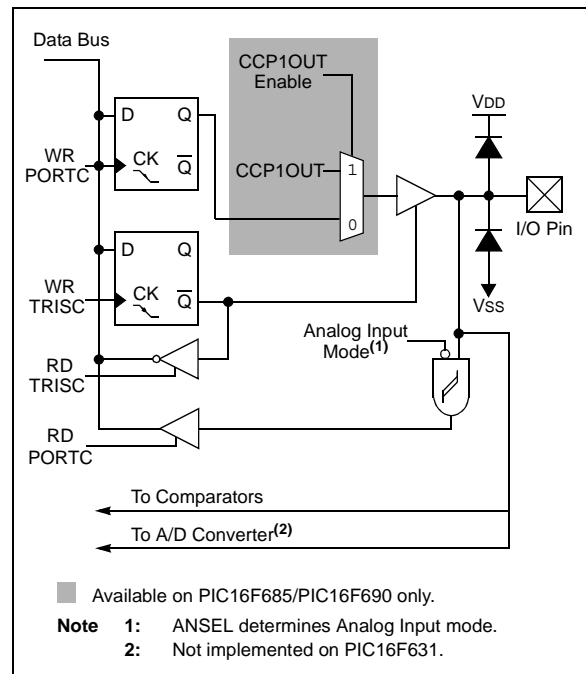 Data Bus
CCP1OUT
Enable
VDD
D Q
WR
PORTC
CK Q
CCP1OUT
1
0
I/O Pin
D Q
WR
TRISC
CK Q
VSS
Analog Input
Mode(1)
RD
TRISC
RD
PORTC
To Comparators
To A/D Converter(2)
Available on PIC16F685/PIC16F690 only.
Note 1: ANSEL determines Analog Input mode.
2: Not implemented on PIC16F631.